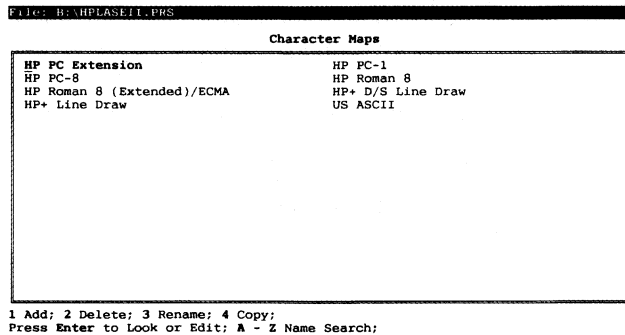 File: B:\HPLASEII.PRS
Character Maps
HP PC Extension HP PC-1
HP PC-8 HP Roman 8
HP Roman 8 (Extended)/ECMA HP+ D/S Line Draw
HP+ Line Draw US ASCII
1 Add; 2 Delete; 3 Rename; 4 Copy;
Press Enter to Look or Edit; A - Z Name Search;